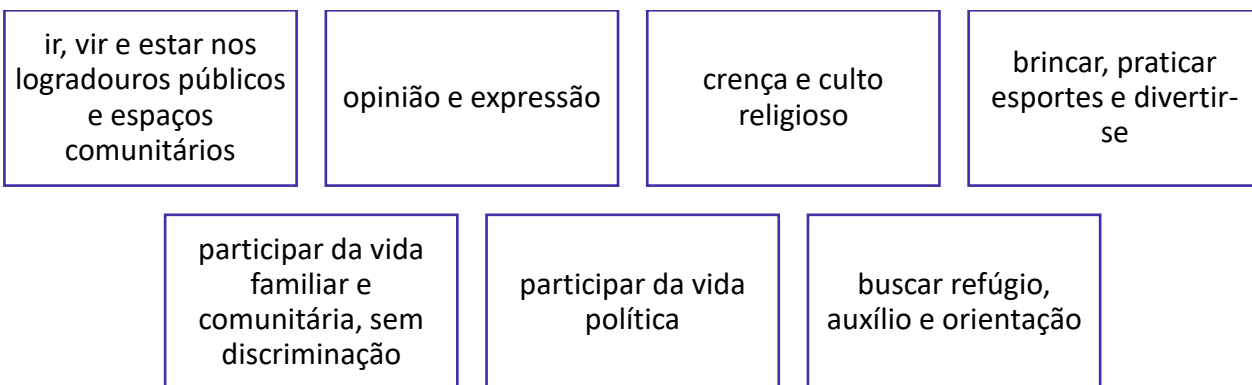 ir, vir e estar nos
logradouros públicos
e espaços
comunitários
opinião e expressão
crença e culto
religioso
brincar, praticar
esportes e divertir-
se
participar da vida
familiar e
comunitária, sem
discriminação
participar da vida
política
buscar refúgio,
auxílio e orientação